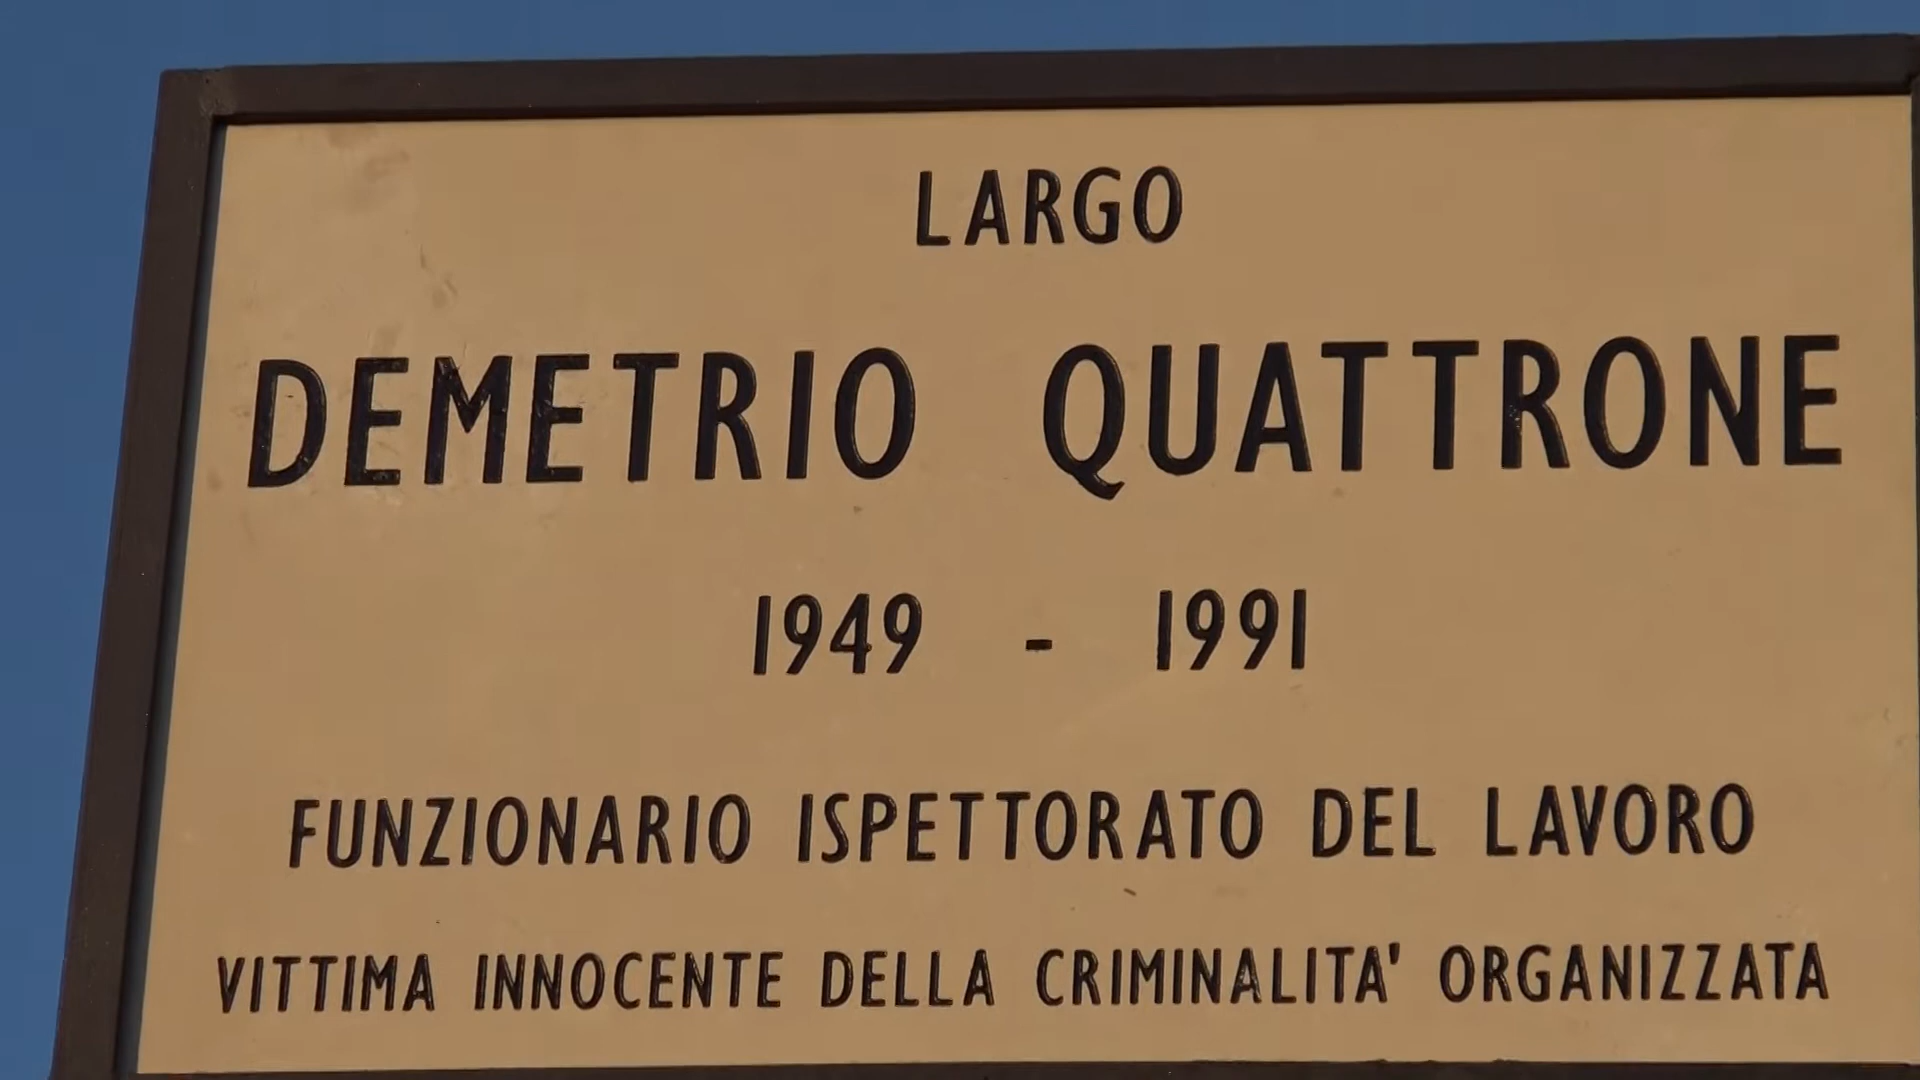 LARGO
DEMETRIO QUATTRONE
1949 - 1991
FUNZIONARIO ISPETTORATO DEL LAVORO
VITTIMA INNOCENTE DELLA CRIMINALITA' ORGANIZZATA